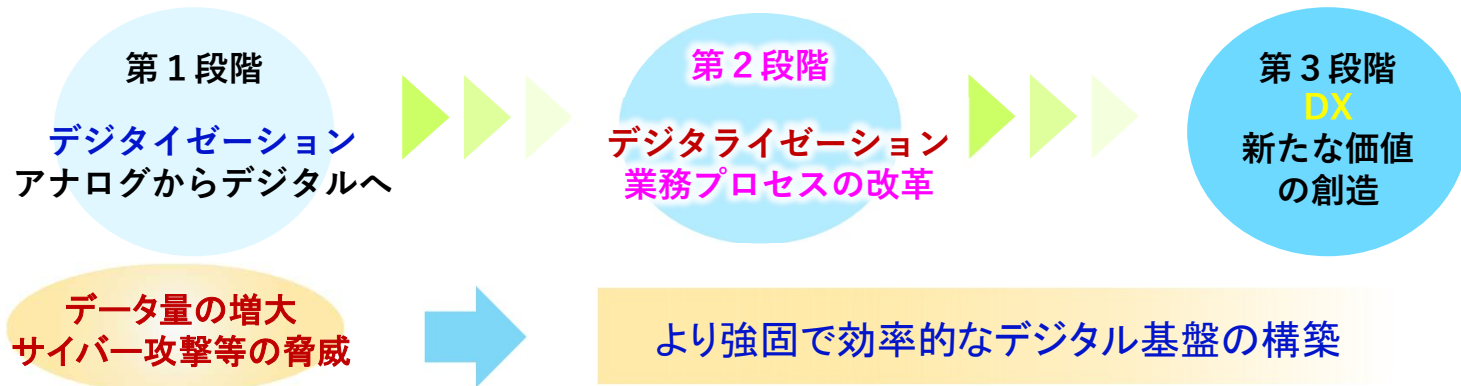 第１段階
デジタイゼーション
アナログからデジタルへ
第２段階
デジタライゼーション
業務プロセスの改革
第３段階
DX
新たな価値
の創造
データ量の増大
サイバー攻撃等の脅威
より強固で効率的なデジタル基盤の構築